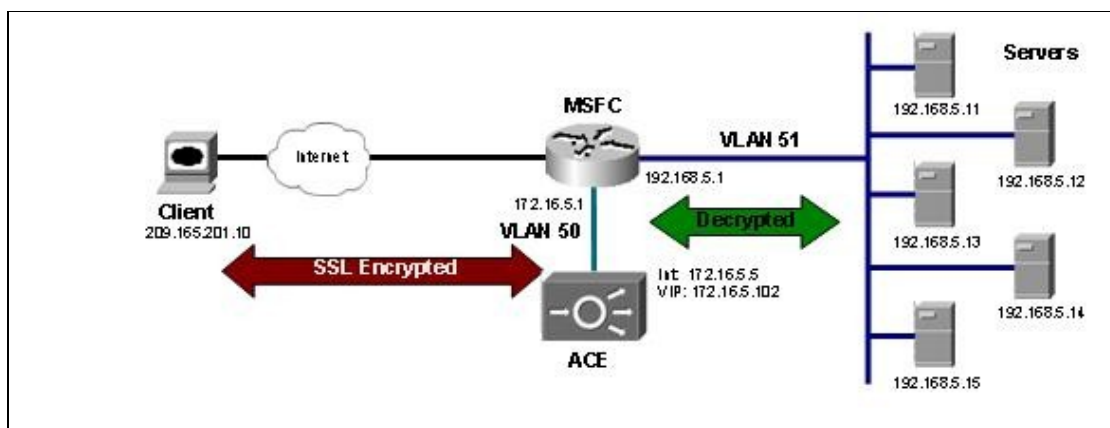 Servers
MSFC
192.168.5.11
Internet
VLAN 51
192.168.5.1
192.168.5.12
Client
209.165.201.10
172.16.5.1
VLAN 50
Decrypted
192.168.5.13
SSL Encrypted
Int: 172.16.5.5
VIP: 172.16.5.102
192.168.5.14
ACE
192.168.5.15